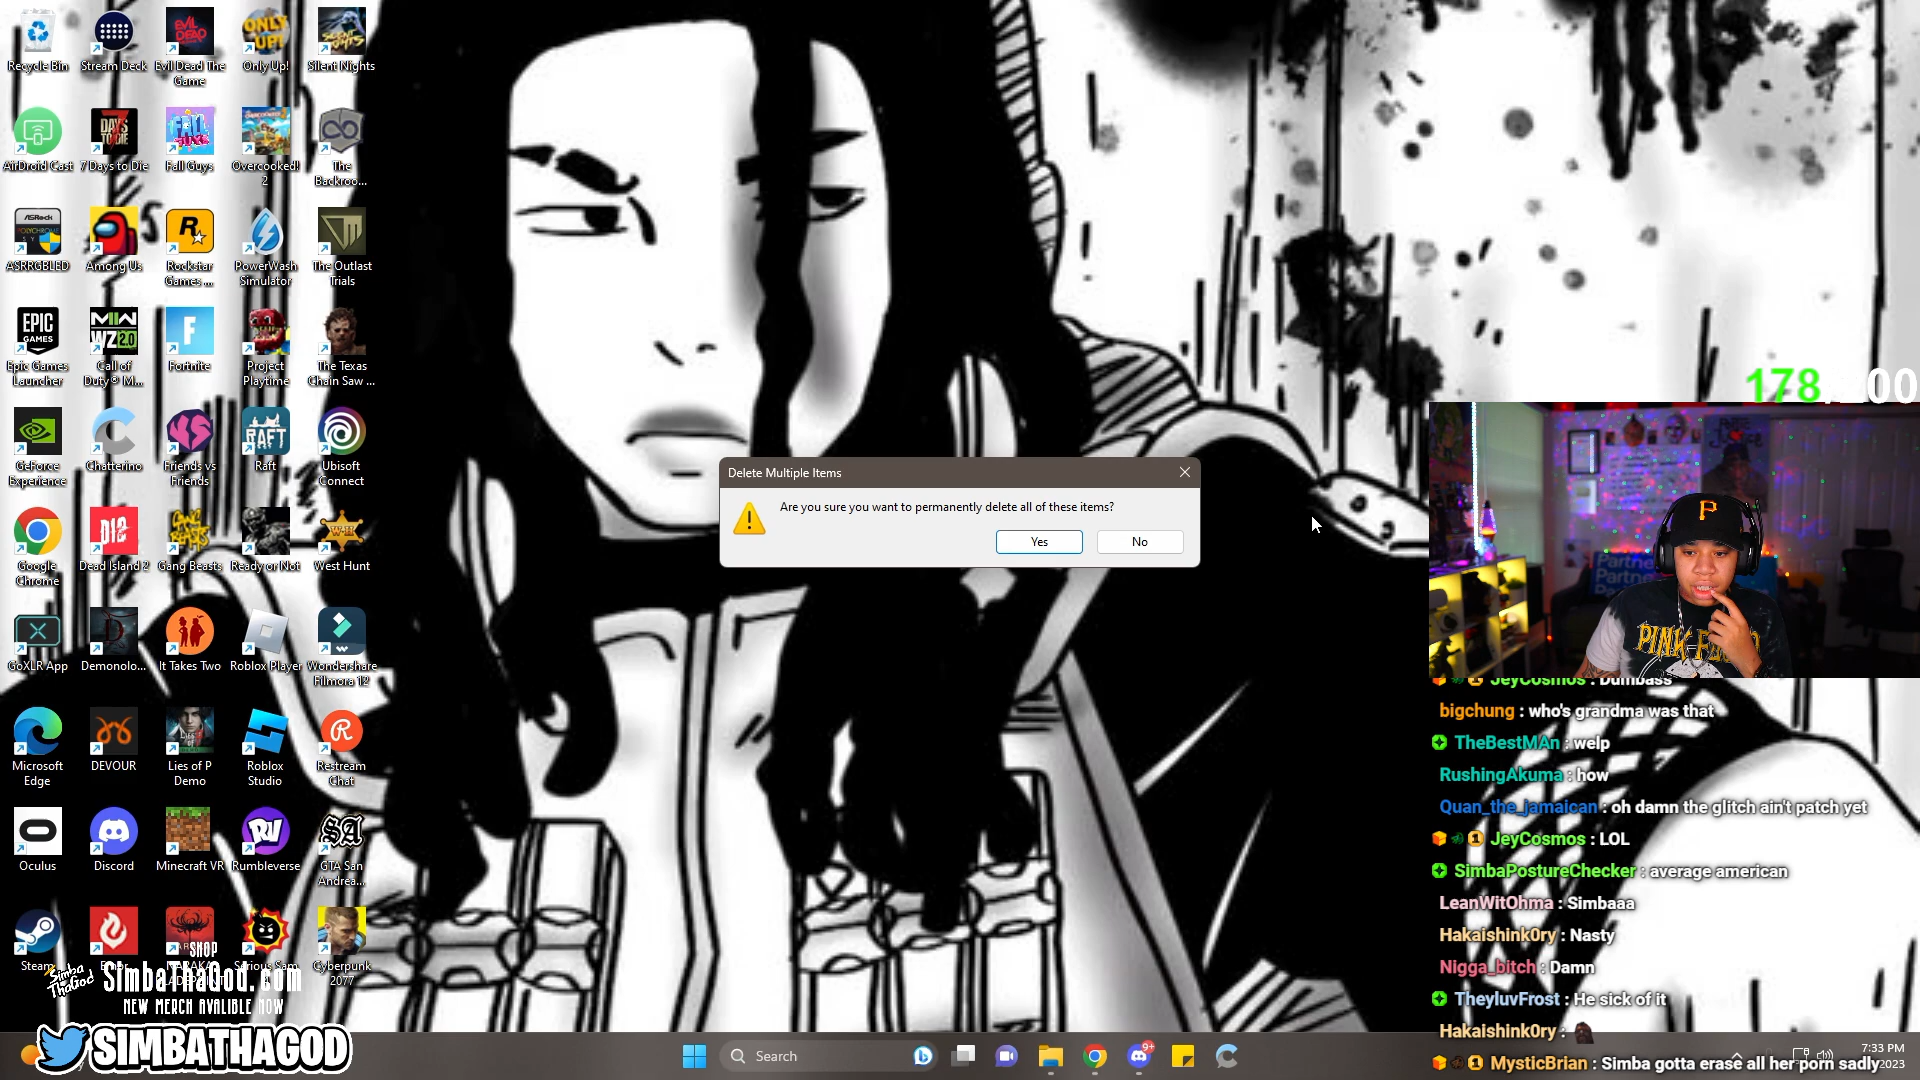 Recycle Bin
Stream Deck
Evil Dead The Game
Only Up!
Silent Nights
AirDroid Cast
7 Days to Die
Fall Guys
Overcooked! 2
The Backroo...
ASRRGBLED
Among Us
Rockstar Games ...
PowerWash Simulator
The Outlast Trials
Epic Games Launcher
Call of Duty® M...
Fortnite
Project Playtime
The Texas Chain Saw ...
GeForce Experience
Chatterino
Friends vs Friends
Raft
Ubisoft Connect
Google Chrome
Dead Island 2
Gang Beasts
Ready or Not
West Hunt
GoXLR App
Demonolo...
It Takes Two
Roblox Player
Wondershare Filmora 12
Microsoft Edge
DEVOUR
Lies of P Demo
Roblox Studio
Restream Chat
Oculus
Discord
Minecraft VR
Rumbleverse
GTA San Andrea...
Steam
Serious Sam
Cyberpunk 2077
SHOP
SimbaThaGod.com
NEW MERCH AVALIBLE NOW
SIMBATHAGOD
Delete Multiple Items
Are you sure you want to permanently delete all of these items?
Yes
No
178
PINK FLOYD
JeyCosmos : Dumbass
bigchung : who's grandma was that
TheBestMAn : welp
RushingAkuma : how
Quan_the_jamaican : oh damn the glitch ain't patch yet
JeyCosmos : LOL
SimbaPostureChecker : average american
LeanWitOhma : Simbaaa
Hakaishink0ry : Nasty
Nigga_bitch : Damn
TheyluvFrost : He sick of it
Hakaishink0ry :
MysticBrian : Simba gotta erase all her porn sadly
Search
9+
7:33 PM
2023